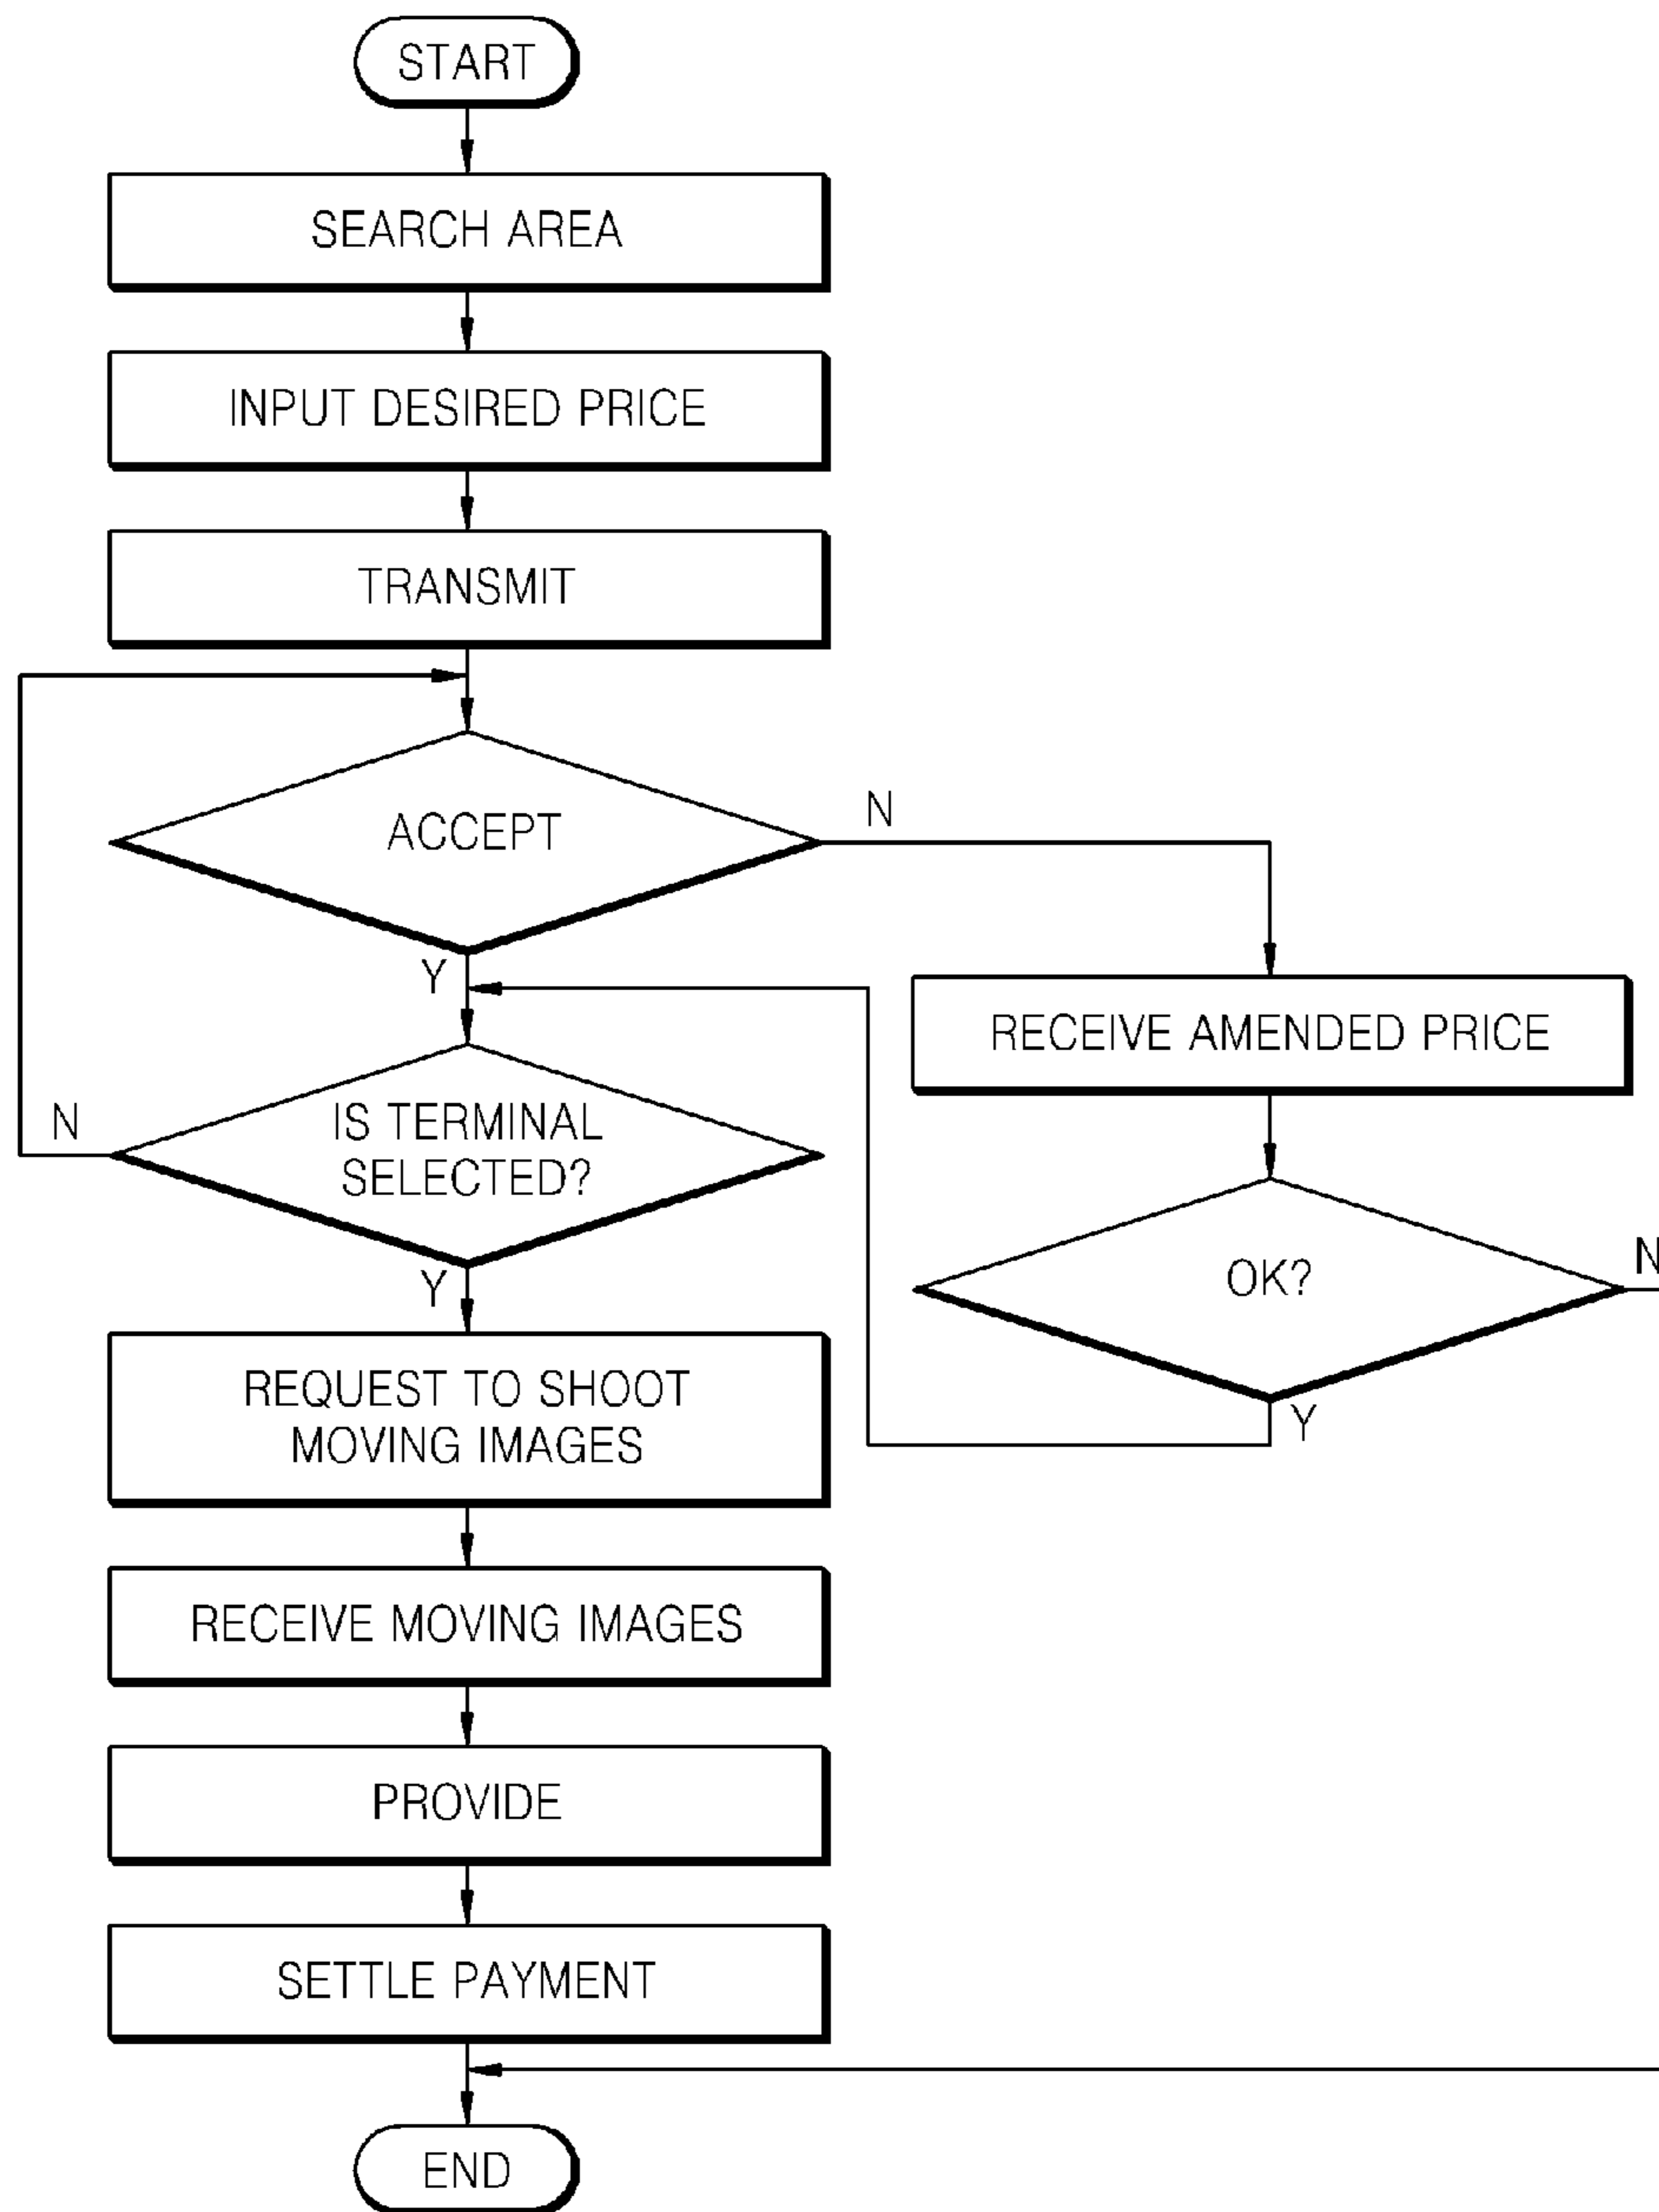 START
SEARCH AREA
INPUT DESIRED PRICE
TRANSMIT
ACCEPT
N
Y
RECEIVE AMENDED PRICE
IS TERMINAL
SELECTED?
N
Y
OK?
N
Y
REQUEST TO SHOOT
MOVING IMAGES
RECEIVE MOVING IMAGES
PROVIDE
SETTLE PAYMENT
END